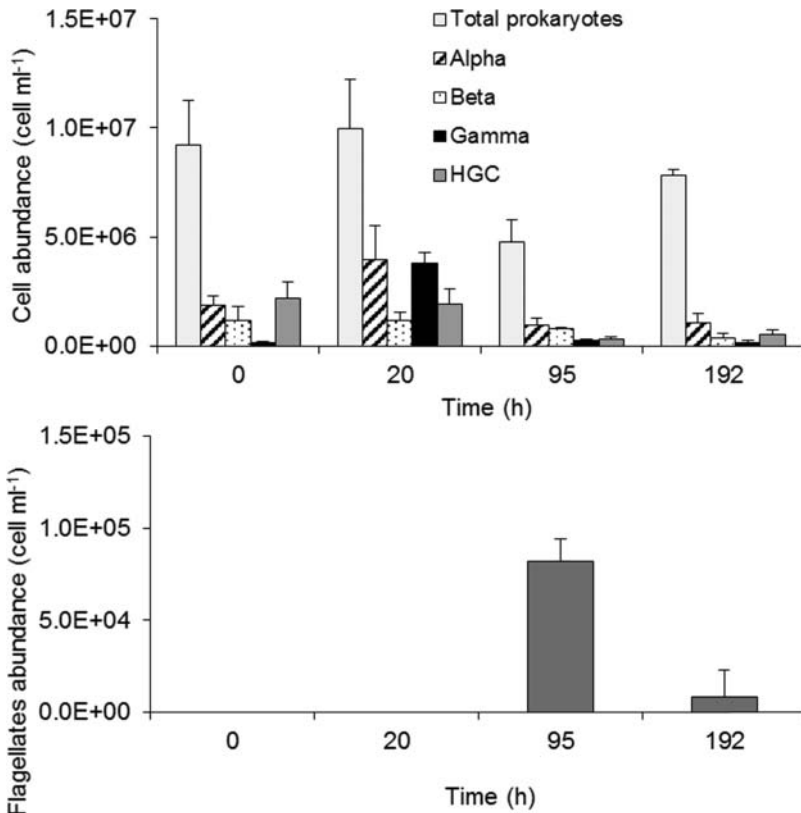 Cell abundance (cell ml-1)
1.5E+07
1.0E+07
5.0E+06
0.0E+00
Total prokaryotes
Alpha
Beta
Gamma
HGC
0 20 95 192
Time (h)
Flagellates abundance (cell ml-1)
1.5E+05
1.0E+05
5.0E+04
0.0E+00
0 20 95 192
Time (h)